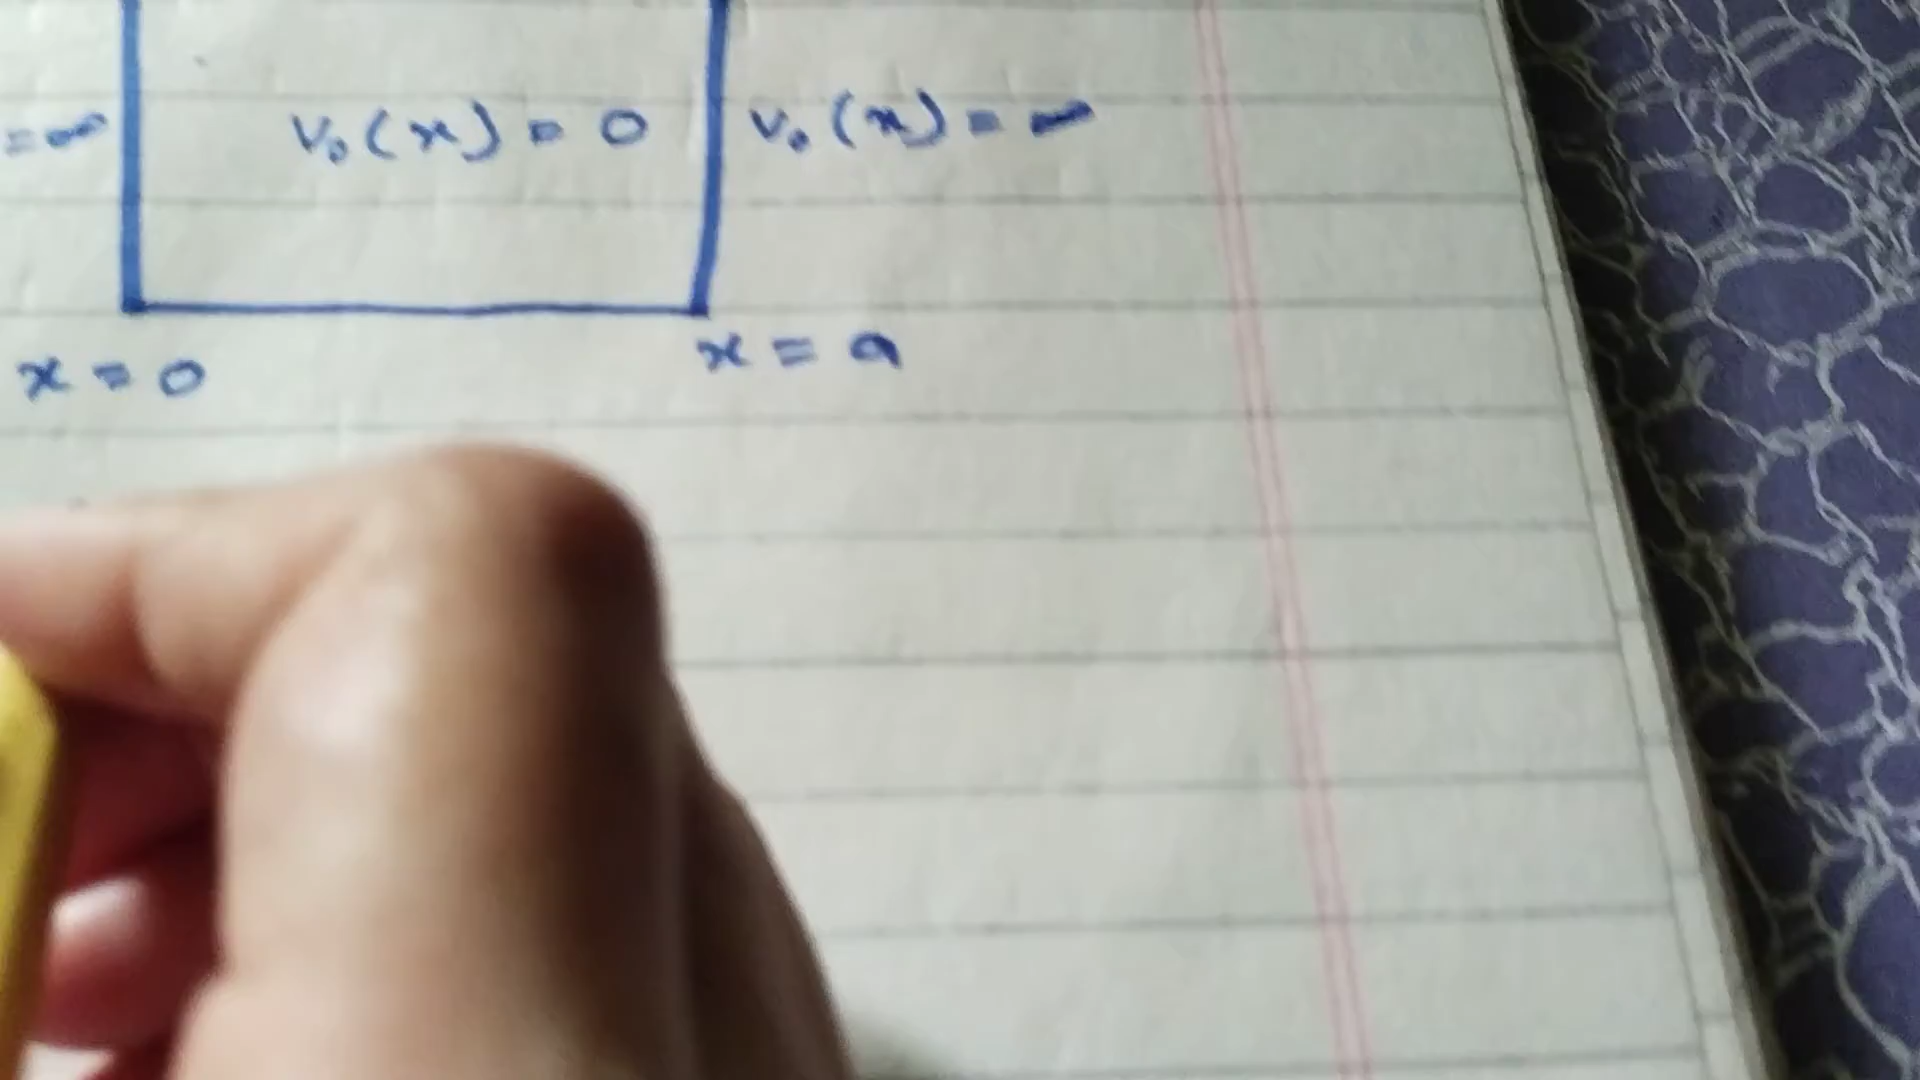 =∞ V₀(x) = 0 V₀(x) = ∞
x = 0 x = a